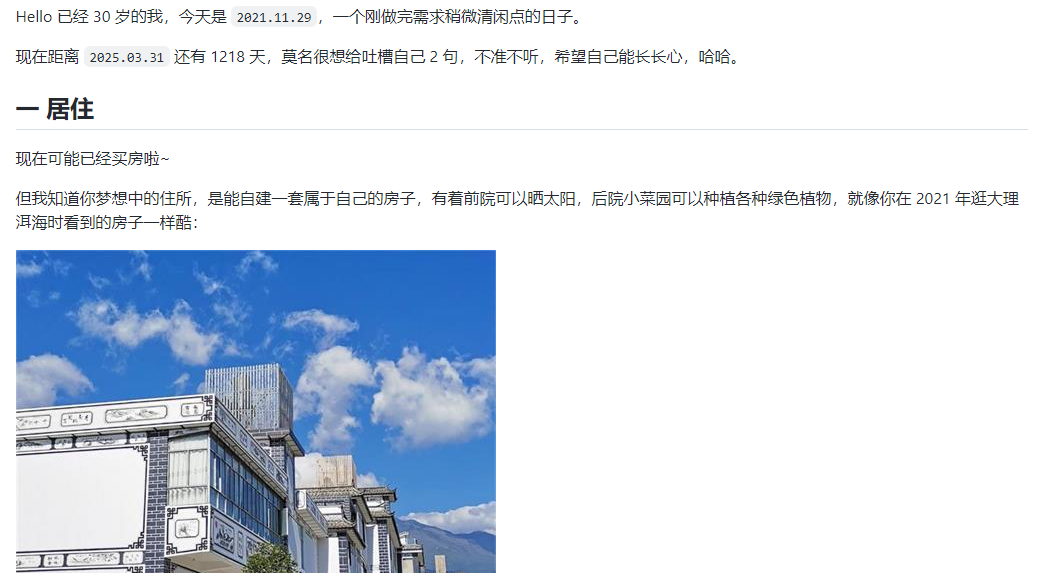 Hello 已经 30 岁的我，今天是 2021.11.29，一个刚做完需求稍微清闲点的日子。
现在距离 2025.03.31 还有 1218 天，莫名很想给吐槽自己 2 句，不准不听，希望自己能长长心，哈哈。
一 居住
现在可能已经买房啦~
但我知道你梦想中的住所，是能自建一套属于自己的房子，有着前院可以晒太阳，后院小菜园可以种植各种绿色植物，就像你在 2021 年逛大理
洱海时看到的房子一样酷：